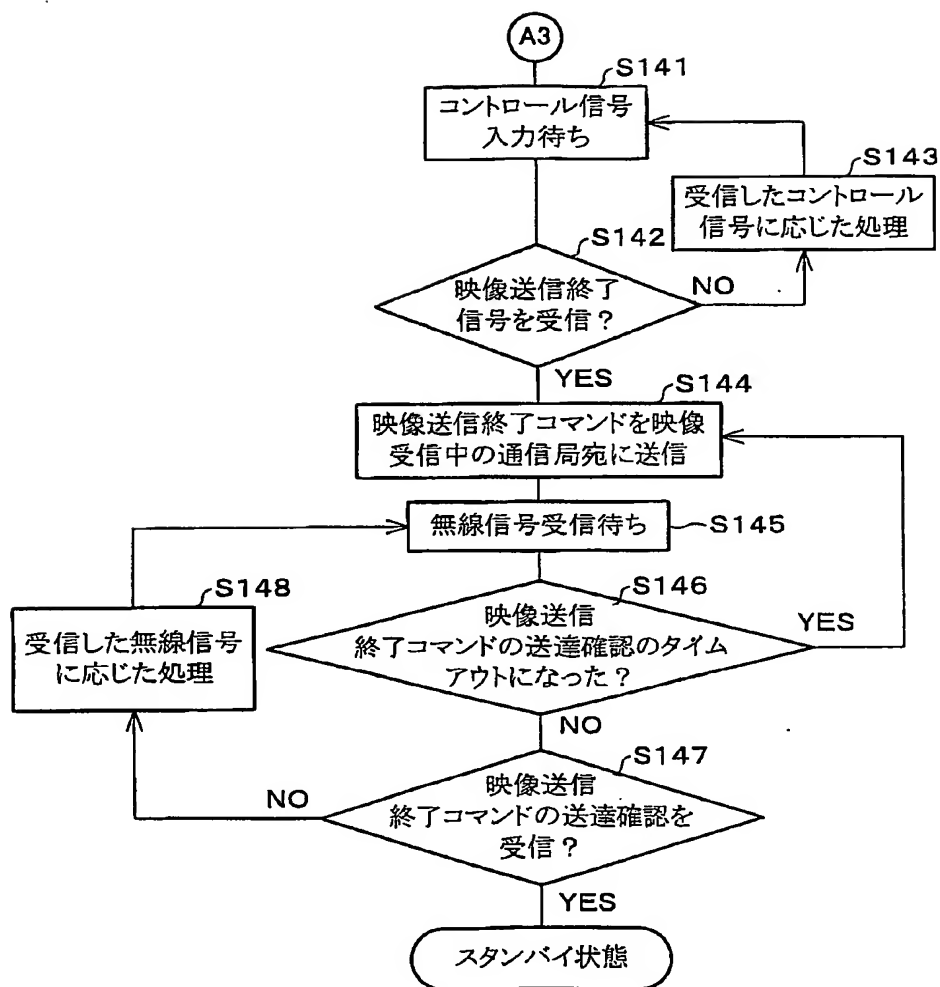 A3
S141
コントロール信号
入力待ち
S143
受信したコントロール
信号に応じた処理
S142
映像送信終了
信号を受信?
NO
YES
S144
映像送信終了コマンドを映像
受信中の通信局宛に送信
無線信号受信待ち
S145
S148
受信した無線信号
に応じた処理
S146
映像送信
終了コマンドの送達確認のタイム
アウトになった?
YES
NO
S147
映像送信
終了コマンドの送達確認を
受信?
NO
YES
スタンバイ状態